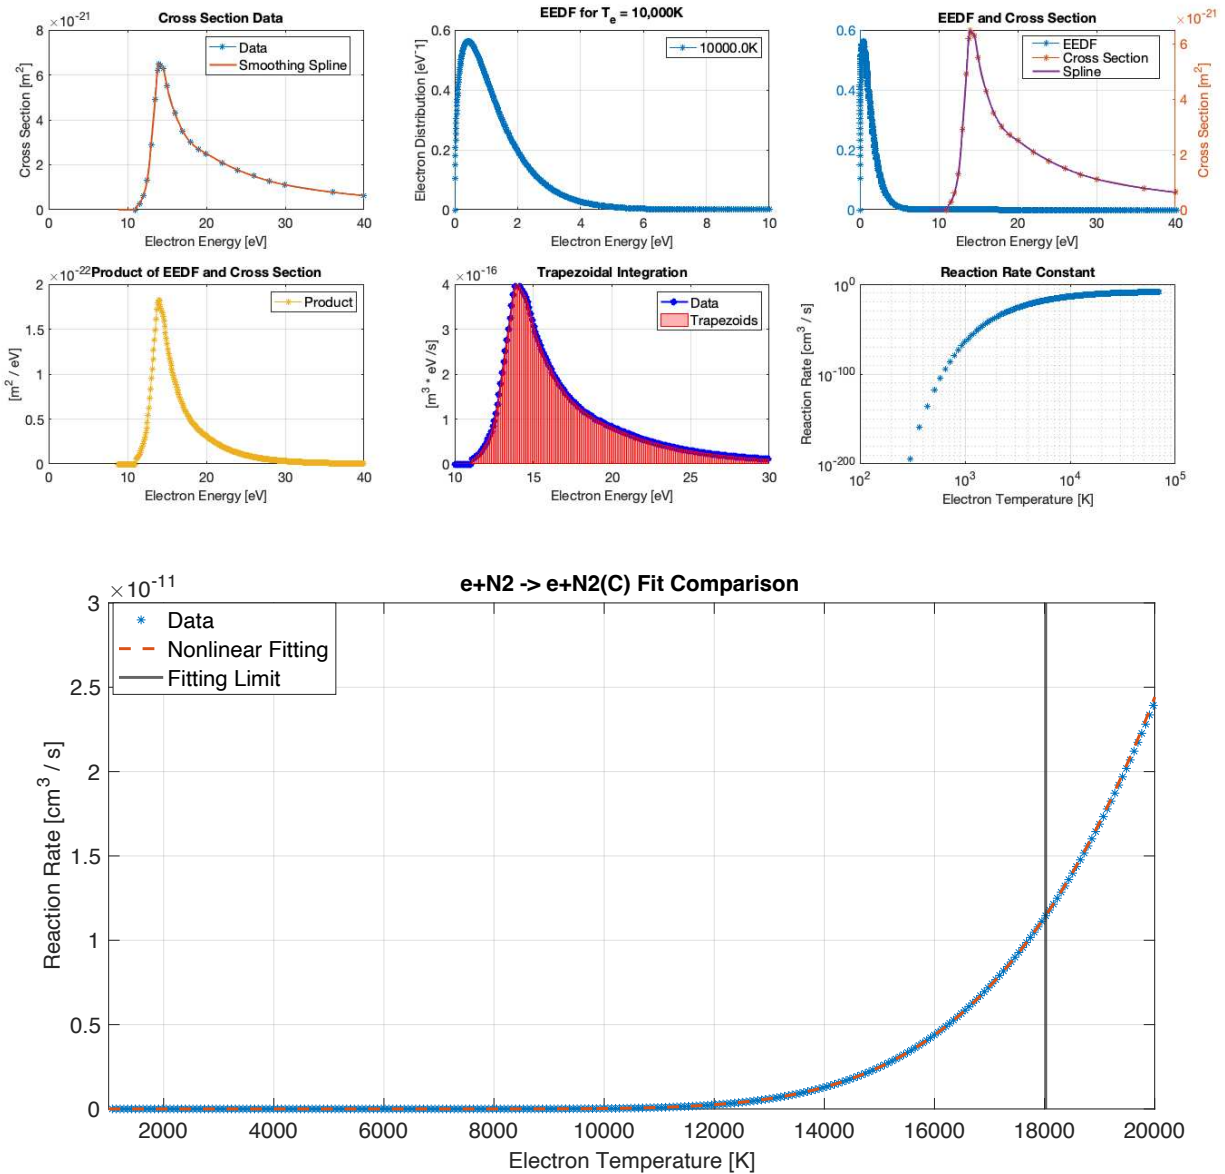 Cross Section Data
×10^-21
8
6
4
2
0
0
10
20
30
40
Cross Section [m^2]
Electron Energy [eV]
Data
Smoothing Spline
EEDF for T_e = 10,000K
0.6
0.4
0.2
0
0
2
4
6
8
10
Electron Distribution [eV^-1]
Electron Energy [eV]
10000.0K
EEDF and Cross Section
×10^-21
0.6
0.4
0.2
0
6
4
2
0
0
10
20
30
40
Cross Section [m^2]
Electron Energy [eV]
EEDF
Cross Section
Spline
×10^-22
Product of EEDF and Cross Section
2
1.5
1
0.5
0
0
10
20
30
40
[m^2 / eV]
Electron Energy [eV]
Product
×10^-16
Trapezoidal Integration
4
3
2
1
0
10
15
20
25
30
[m^3 * eV /s]
Electron Energy [eV]
Data
Trapezoids
Reaction Rate Constant
10^0
10^-100
10^-200
10^2
10^3
10^4
10^5
Reaction Rate [cm^3 / s]
Electron Temperature [K]
e+N2 -> e+N2(C) Fit Comparison
×10^-11
3
2.5
2
1.5
1
0.5
0
2000
4000
6000
8000
10000
12000
14000
16000
18000
20000
Reaction Rate [cm^3 / s]
Electron Temperature [K]
Data
Nonlinear Fitting
Fitting Limit